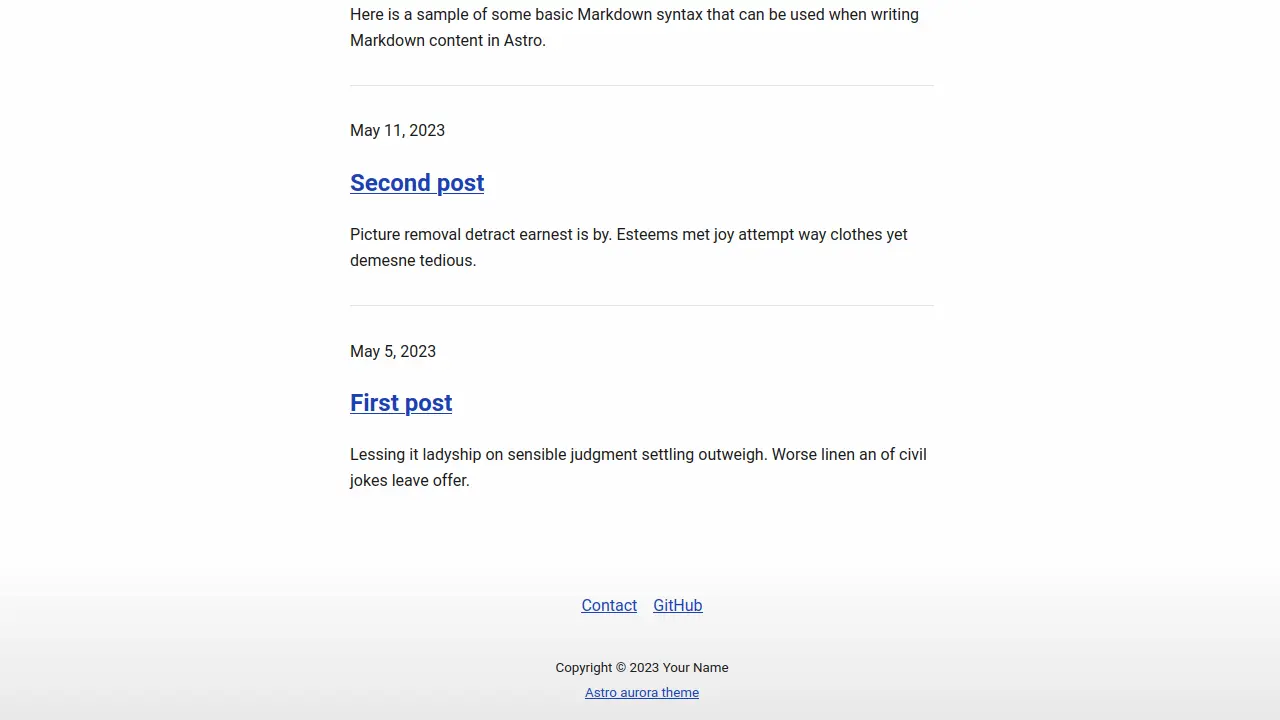 Here is a sample of some basic Markdown syntax that can be used when writing
Markdown content in Astro.
May 11, 2023
Second post
Picture removal detract earnest is by. Esteems met joy attempt way clothes yet
demesne tedious.
May 5, 2023
First post
Lessing it ladyship on sensible judgment settling outweigh. Worse linen an of civil
jokes leave offer.
Contact GitHub
Copyright © 2023 Your Name
Astro aurora theme